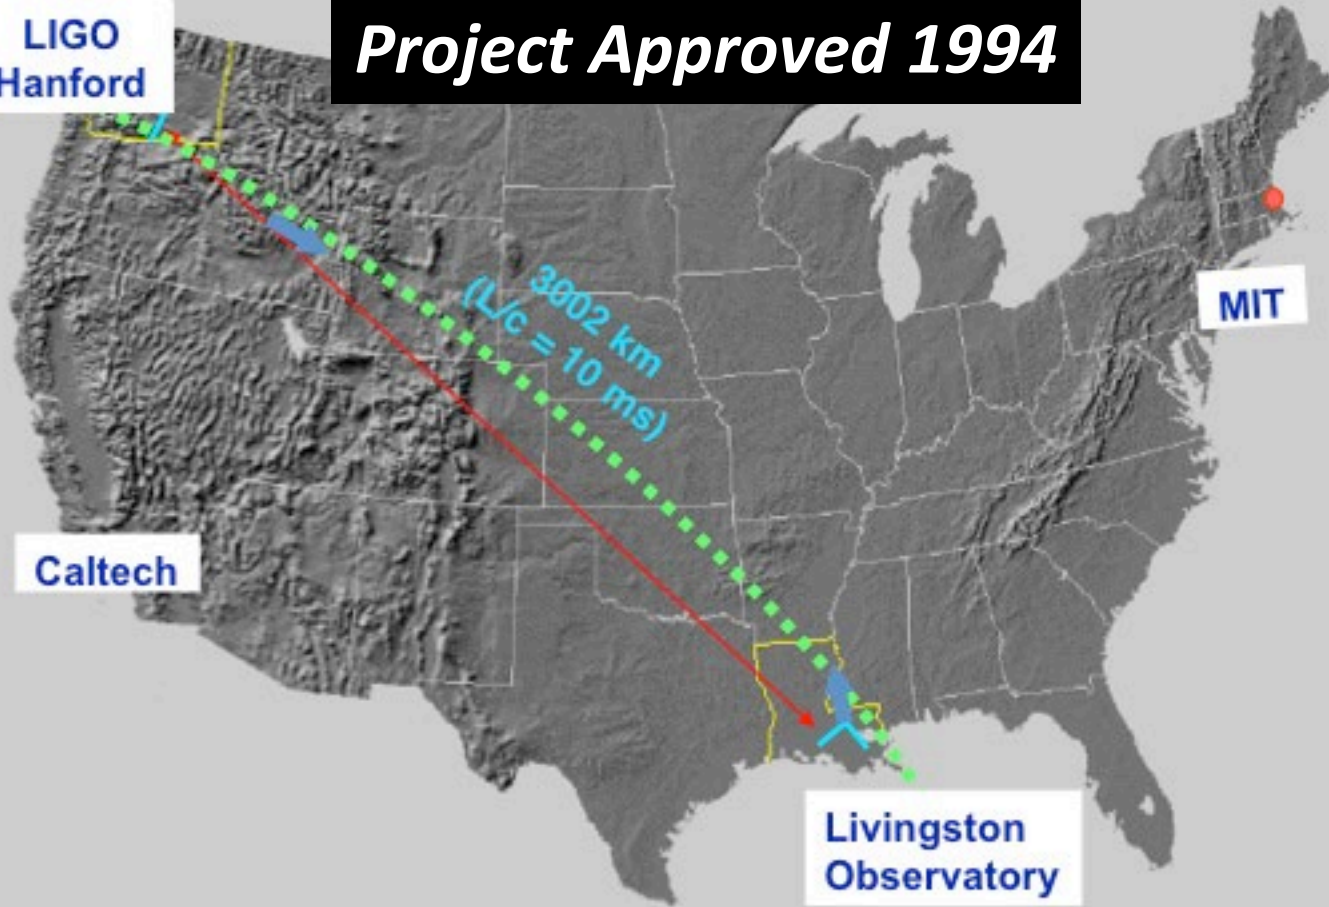 Project Approved 1994
LIGO
Hanford
3002 km
(L/c = 10 ms)
MIT
Caltech
Livingston
Observatory